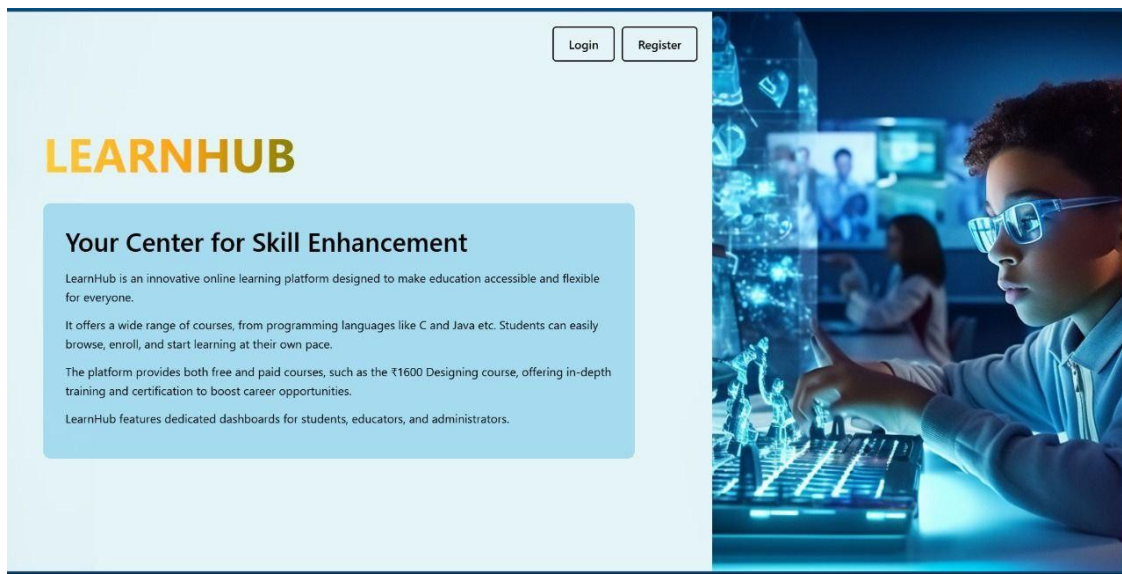 Login
Register
LEARNHUB
Your Center for Skill Enhancement
LearnHub is an innovative online learning platform designed to make education accessible and flexible
for everyone.
It offers a wide range of courses, from programming languages like C and Java etc. Students can easily
browse, enroll, and start learning at their own pace.
The platform provides both free and paid courses, such as the ₹1600 Designing course, offering in-depth
training and certification to boost career opportunities.
LearnHub features dedicated dashboards for students, educators, and administrators.